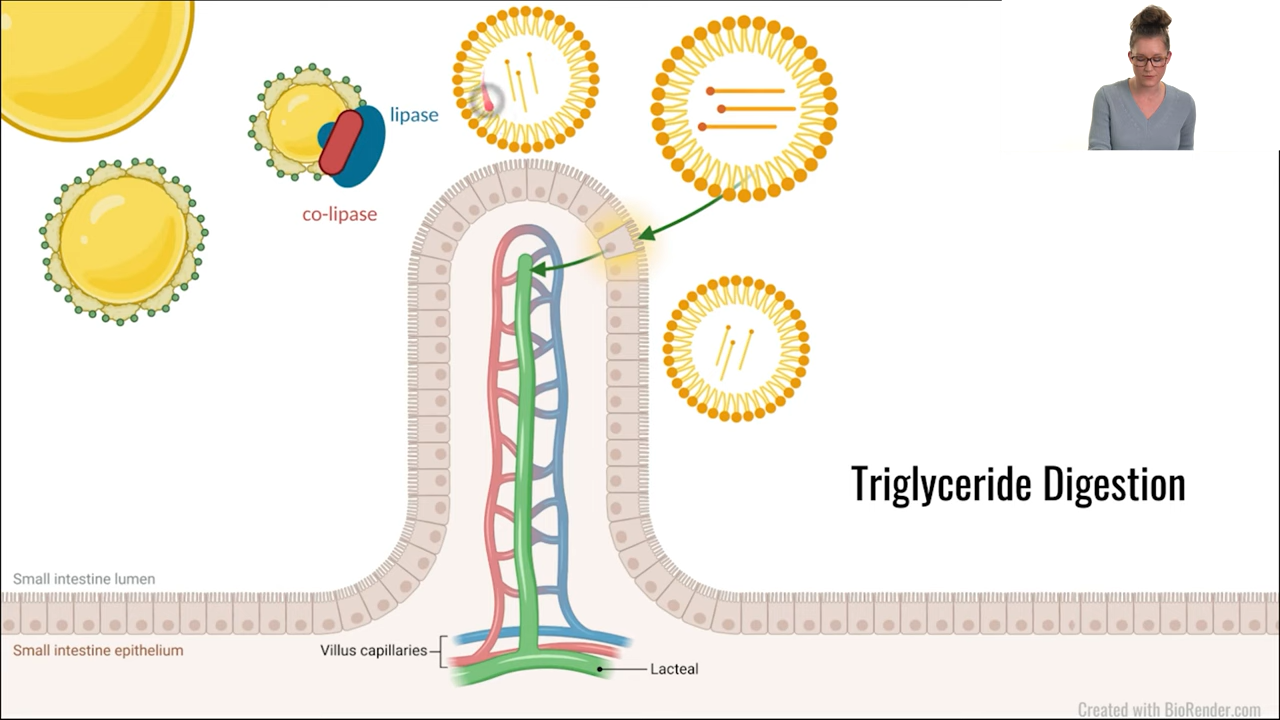 lipase
co-lipase
Triglyceride Digestion
Small intestine lumen
Small intestine epithelium
Villus capillaries
Lacteal
Created with BioRender.com